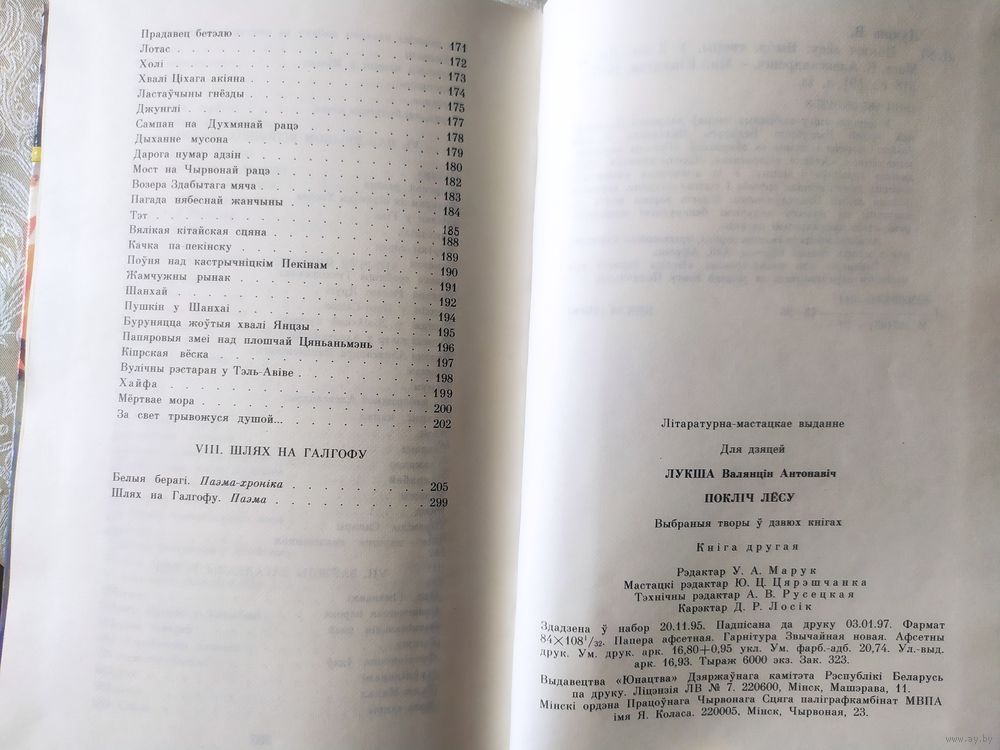 Прадавец бетэлю . . . . . . . . . . 171
Лотас . . . . . . . . . . 172
Холі . . . . . . . . . . 173
Хвалі Ціхага акіяна . . . . . . . . . . 174
Ластаўчыны гнёзды . . . . . . . . . . 175
Джунглі . . . . . . . . . . 177
Сампан на Духмянай рацэ . . . . . . . . 178
Дыханне мусона . . . . . . . . . . 179
Дарога нумар адзін . . . . . . . . . . 180
Мост на Чырвонай рацэ . . . . . . . . . 182
Возера Здабытага мяча . . . . . . . . . 183
Пагада нябеснай жанчыны . . . . . . . . 184
Тэт . . . . . . . . . . 185
Вялікая кітайская сцяна . . . . . . . . 188
Качка па-пекінску . . . . . . . . . . 189
Поўня над кастрычніцкім Пекінам . . . . . . 190
Жамчужны рынак . . . . . . . . . . 191
Шанхай . . . . . . . . . . 192
Пушкін у Шанхаі . . . . . . . . . . 194
Буруняцца жоўтыя хвалі Янцзы . . . . . . . 195
Папяровыя змеі над плошчай Цяньаньмэнь . . . . 196
Кіпрская вёска . . . . . . . . . . 197
Вулічны рэстаран у Тэль-Авіве . . . . . . . 198
Хайфа . . . . . . . . . . 199
Мёртвае мора . . . . . . . . . . 200
За свет трывожуся душой... . . . . . . . . 202
VIII. ШЛЯХ НА ГАЛГОФУ
Белыя берагі. Паэма-хроніка . . . . . . . 205
Шлях на Галгофу. Паэма . . . . . . . . 299
Літаратурна-мастацкае выданне
Для дзяцей
ЛУКША Валянцін Антонавіч
ПОКЛІЧ ЛЁСУ
Выбраныя творы ў дзвюх кнігах
Кніга другая
Рэдактар У. А. Марук
Мастацкі рэдактар Ю. Ц. Цярэшчанка
Тэхнічны рэдактар А. В. Русецкая
Карэктар Д. Р. Лосік
Здадзена ў набор 20.11.95. Падпісана да друку 03.01.97. Фармат
84×108¹/₃₂. Папера афсетная. Гарнітура Звычайная новая. Афсетны
друк. Ум. друк. арк. 16,80+0,95 укл. Ум. фарб.-адб. 20,74. Ул.-выд.
арк. 16,93. Тыраж 6000 экз. Зак. 323.
Выдавецтва «Юнацтва» Дзяржаўнага камітэта Рэспублікі Беларусь
па друку. Ліцэнзія ЛВ № 7. 220600, Мінск, Машэрава, 11.
Мінскі ордэна Працоўнага Чырвонага Сцяга паліграфкамбінат МВПА
імя Я. Коласа. 220005, Мінск, Чырвоная, 23.
www.ay.by